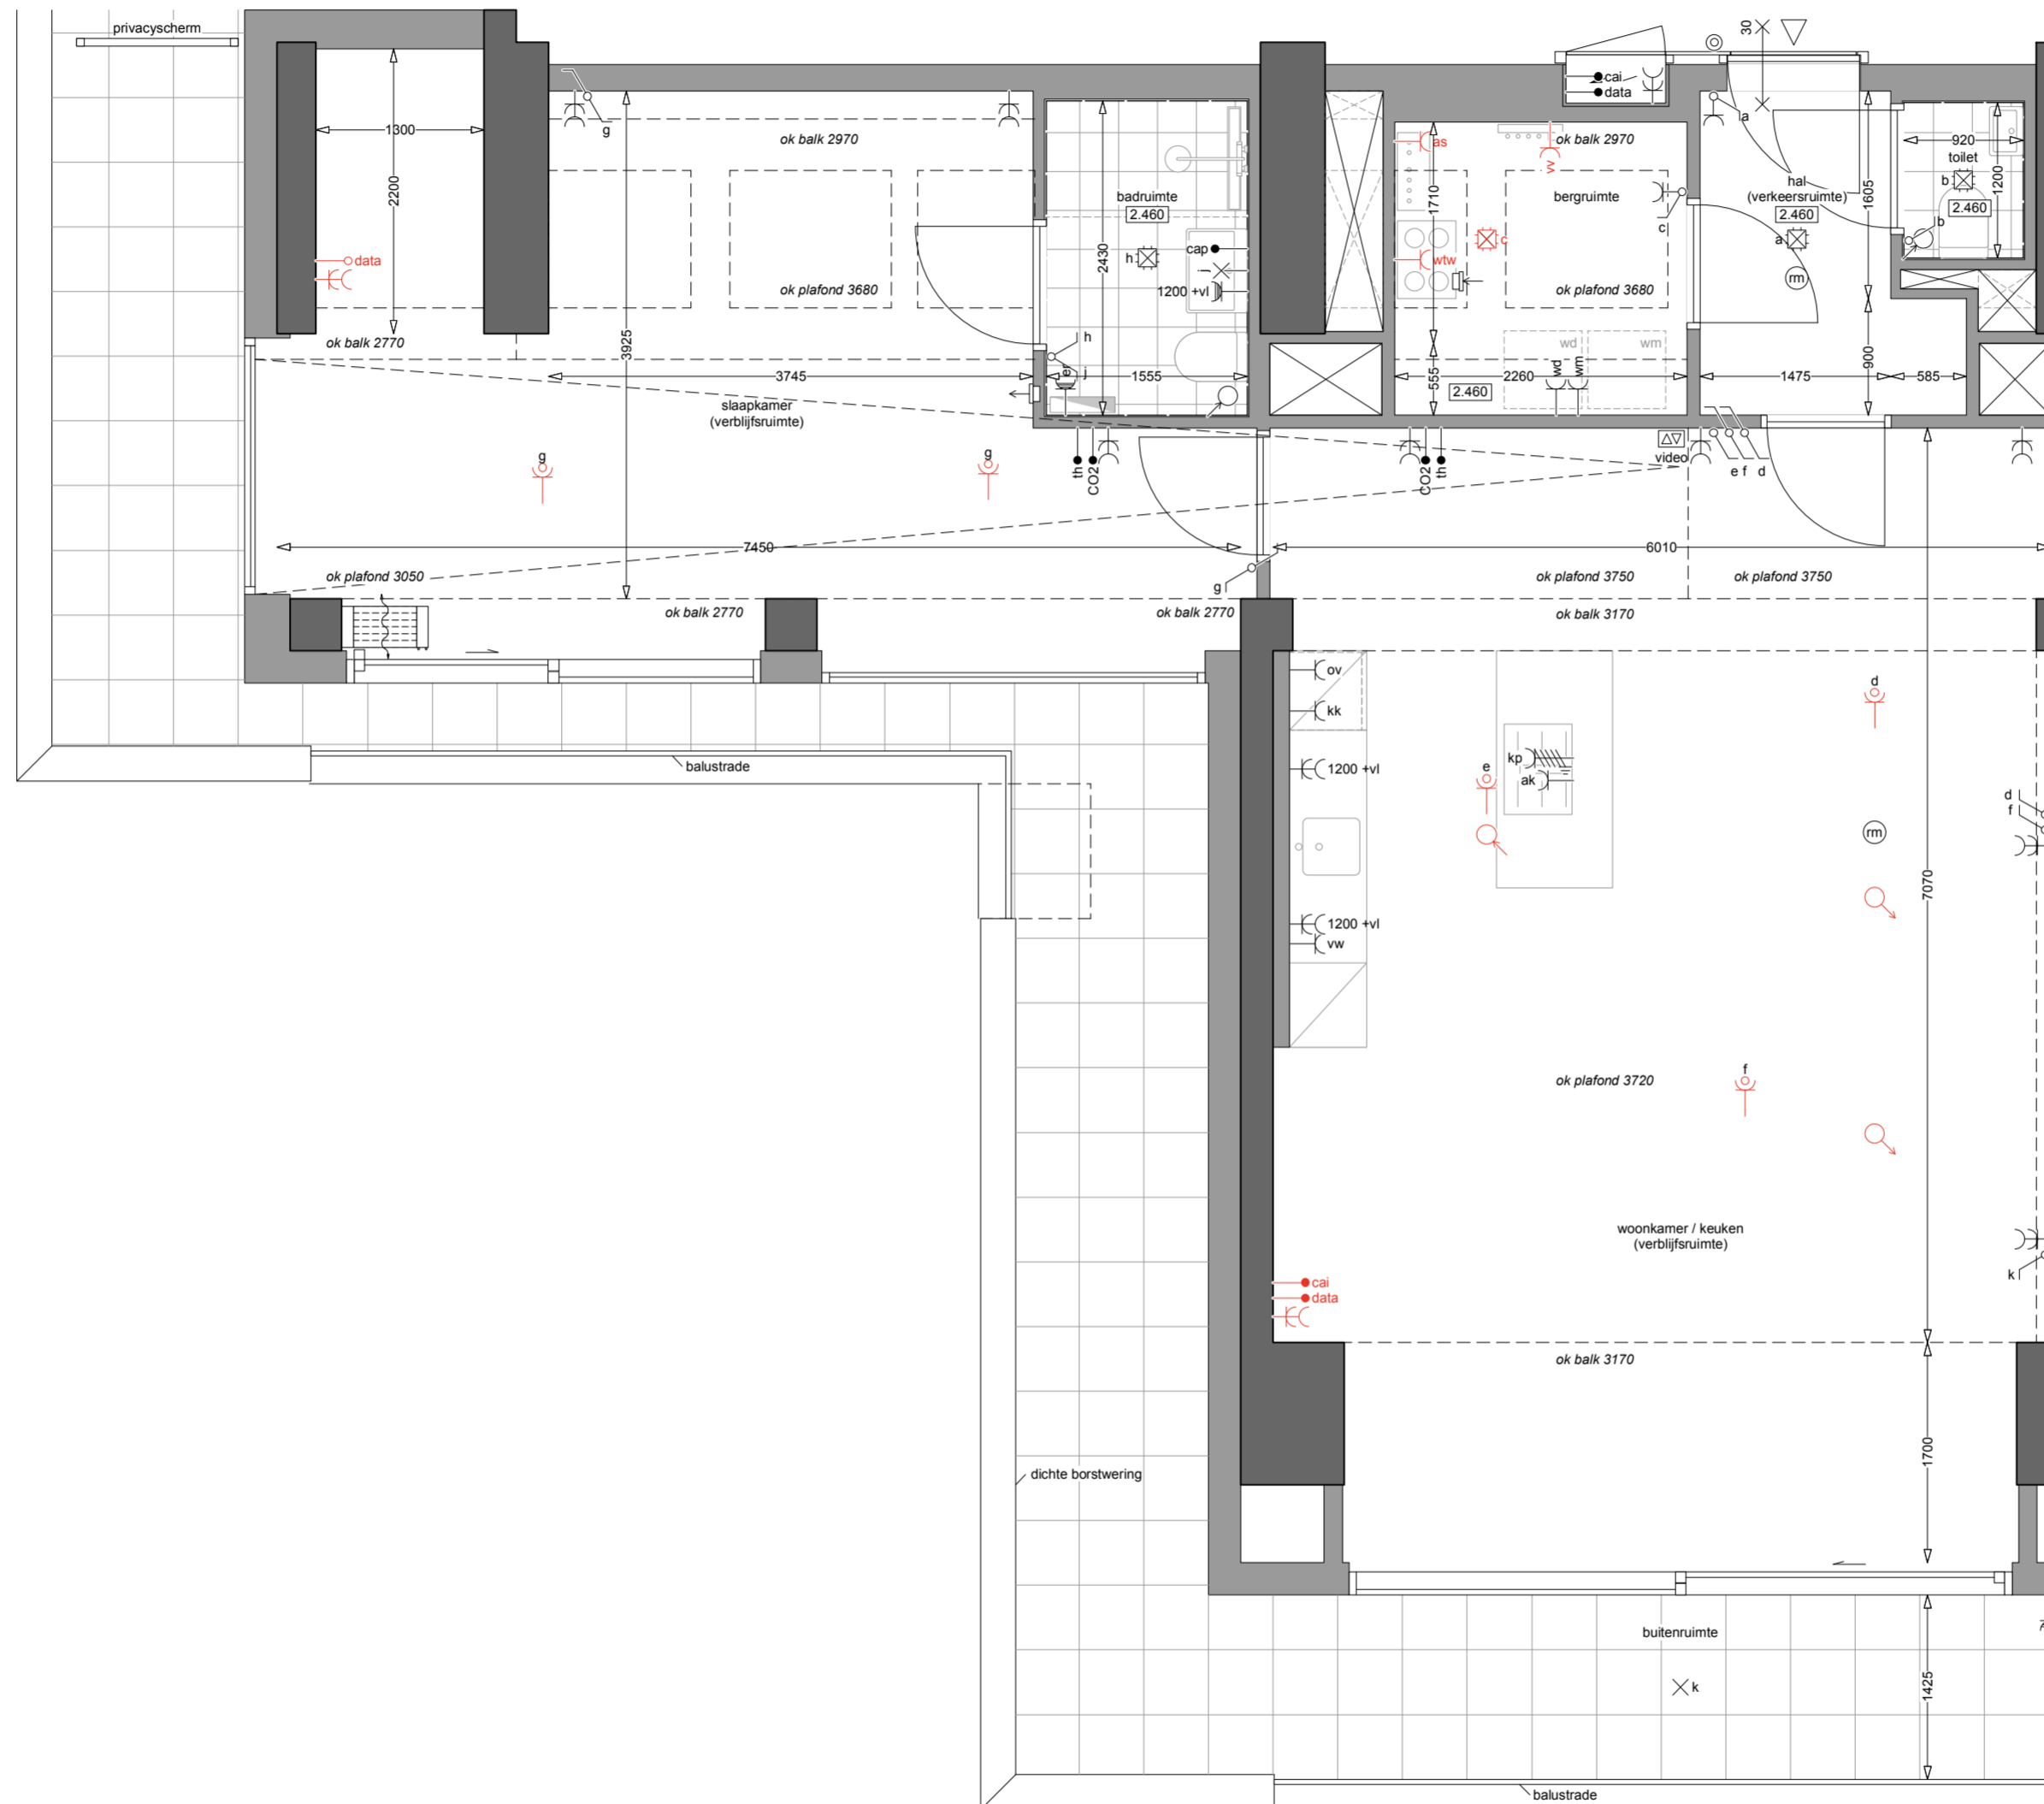 privacyscherm
30
cai
data
g
a
1300
ok balk 2970
as
vv
ok balk 2970
920
toilet
b
1200
2.460
b
2200
badruimte
2.460
1710
bergruimte
hal
(verkeersruimte)
2.460
1605
c
a
rm
data
2430
h
cap
j
1200 +vl
c
wtw
ok plafond 3680
ok plafond 3680
ok balk 2770
3925
h
j
wd
wm
wd
wm
3745
1555
555
2260
2.460
1475
900
585
slaapkamer
(verblijfsruimte)
g
g
th
CO2
CO2
th
video
e f d
7450
6010
ok plafond 3050
g
ok plafond 3750
ok plafond 3750
ok balk 2770
ok balk 2770
ok balk 3170
ov
kk
d
balustrade
1200 +vl
kp
ak
e
d
f
rm
7070
1200 +vl
vw
ok plafond 3720
f
woonkamer / keuken
(verblijfsruimte)
k
cai
data
ok balk 3170
1700
dichte borstwering
buitenruimte
k
1425
balustrade